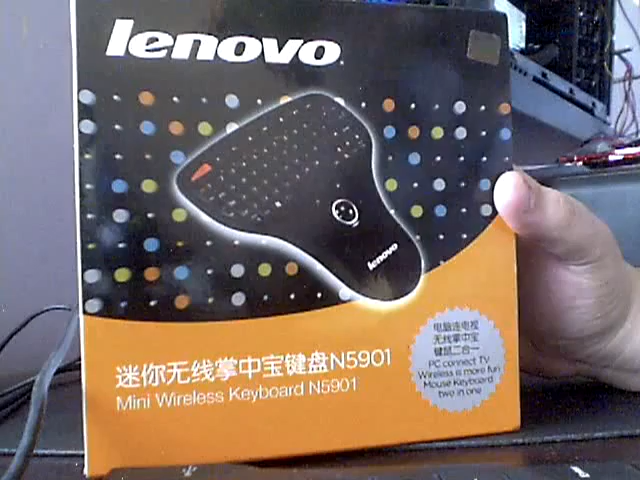 lenovo
lenovo
迷你无线掌中宝键盘N5901
Mini Wireless Keyboard N5901
电脑连电视
无线掌中宝
键鼠二合一
PC connect TV
Wireless is more fun
Mouse Keyboard
two in one